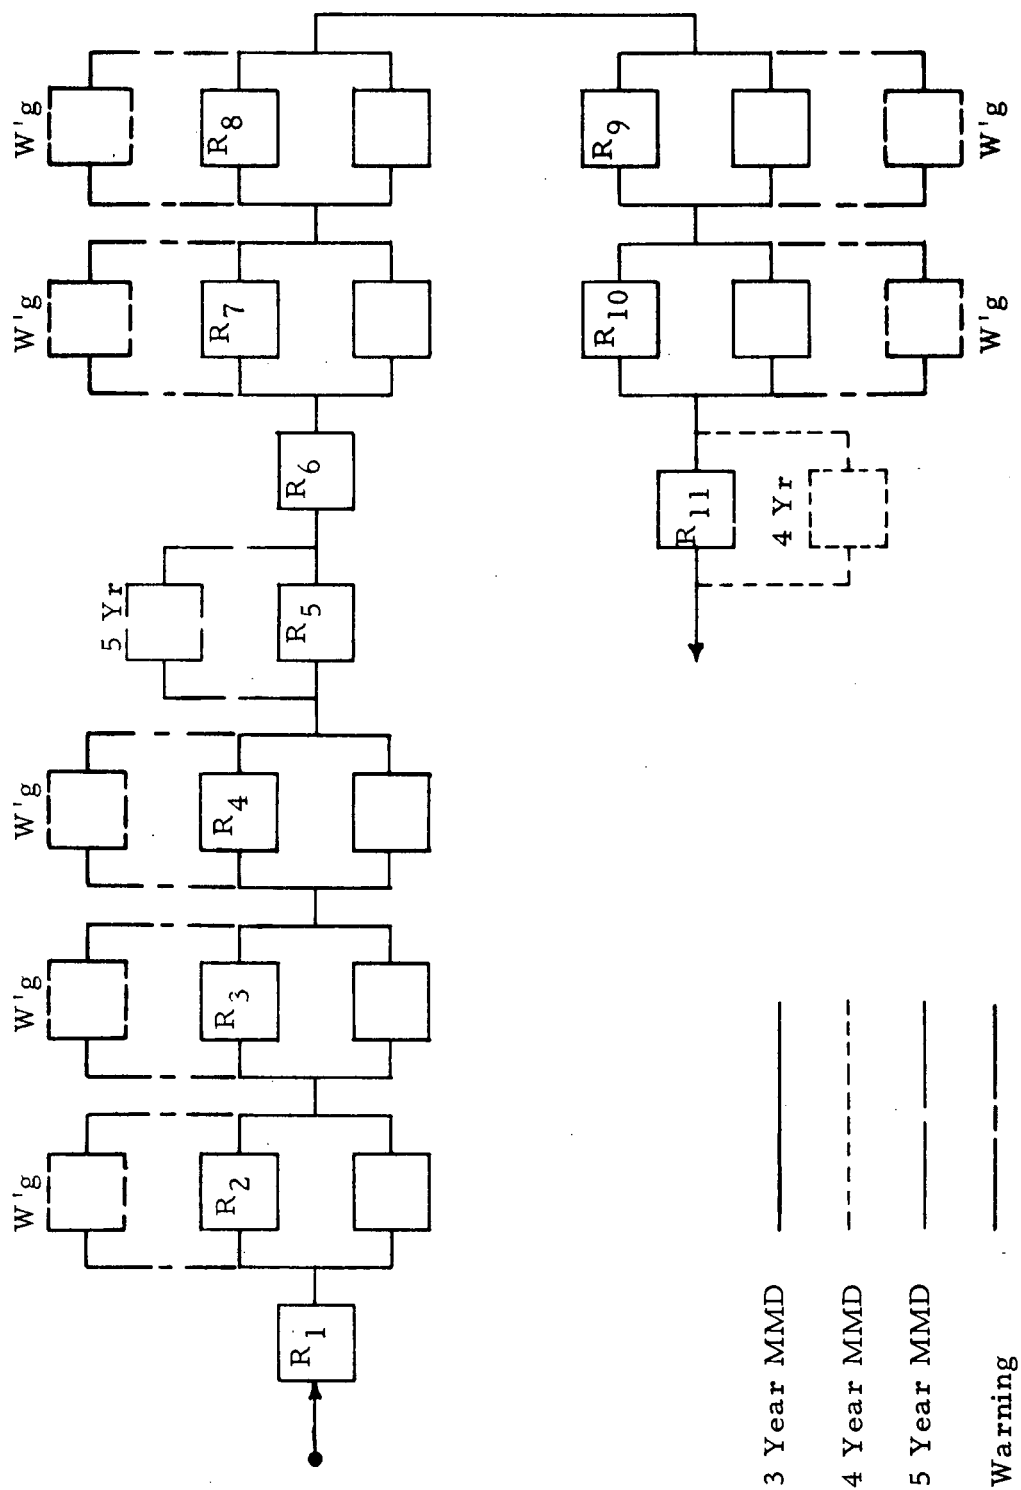 W'g
W'g
W'g
5 Yr
W'g
W'g
R1
R2
R3
R4
R5
R6
R7
R8
R9
R10
R11
4 Yr
W'g
W'g
3 Year MMD
4 Year MMD
5 Year MMD
Warning